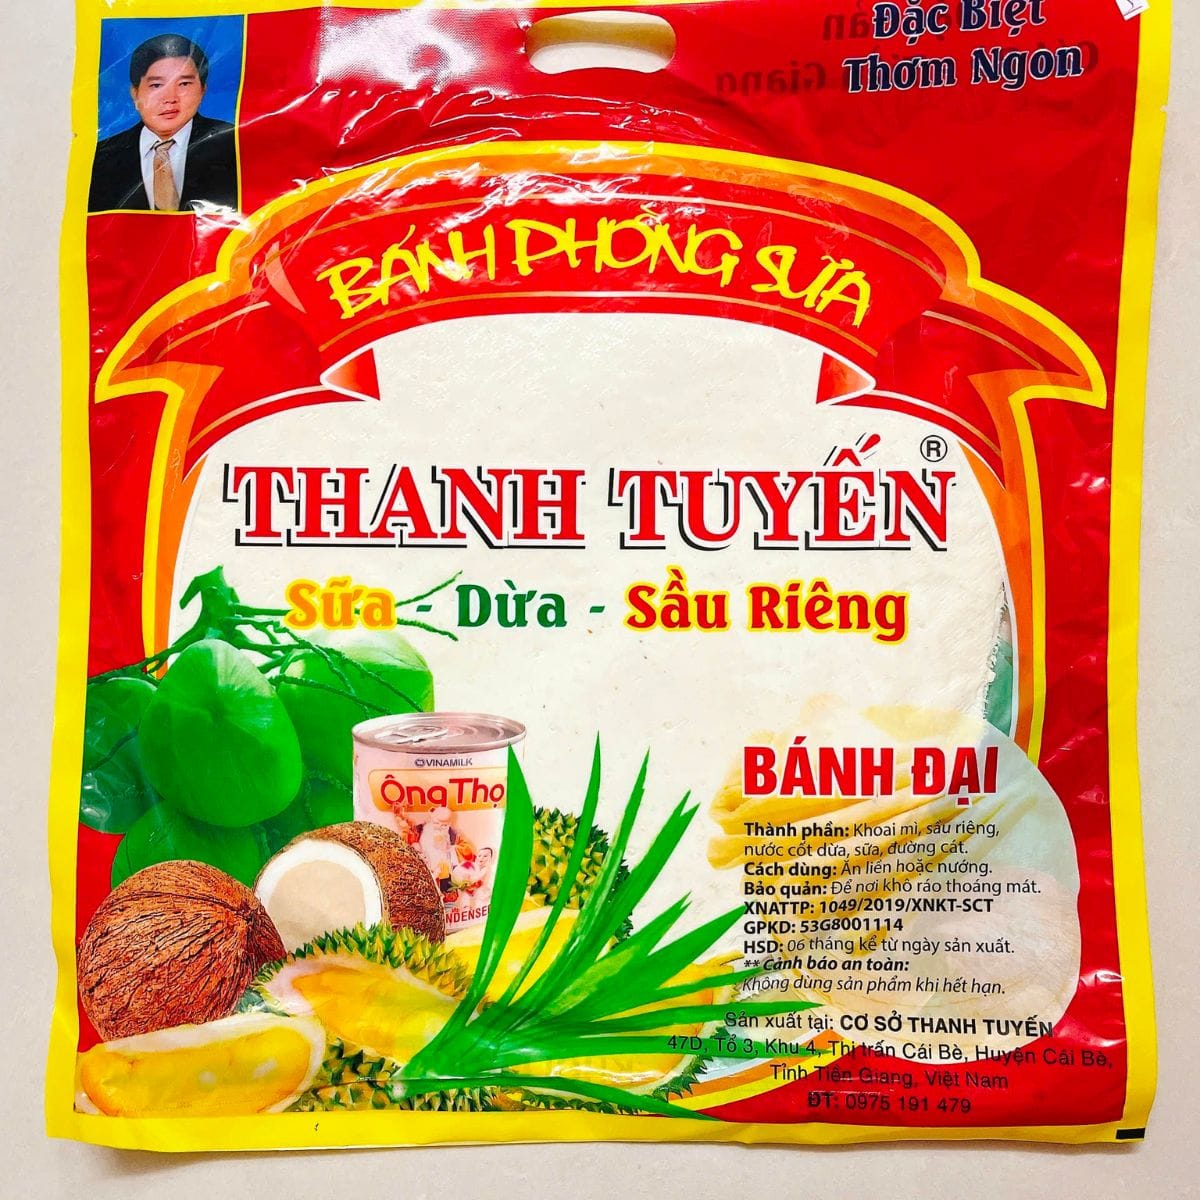 Đặc Biệt
Thơm Ngon
BÁNH PHỒNG SỮA
THANH TUYẾN®
Sữa - Dừa - Sầu Riêng
VINAMILK
Ông Thọ
BÁNH ĐẠI
Thành phần: Khoai mì, sầu riêng,
nước cốt dừa, sữa, đường cát.
Cách dùng: Ăn liền hoặc nướng.
Bảo quản: Để nơi khô ráo thoáng mát.
XNATTP: 1049/2019/XNKT-SCT
GPKD: 53G8001114
HSD: 06 tháng kể từ ngày sản xuất.
** Cảnh báo an toàn:
Không dùng sản phẩm khi hết hạn.
Sản xuất tại: CƠ SỞ THANH TUYẾN
47D, Tổ 3, Khu 4, Thị trấn Cái Bè, Huyện Cái Bè,
Tỉnh Tiền Giang, Việt Nam
ĐT: 0975 191 479